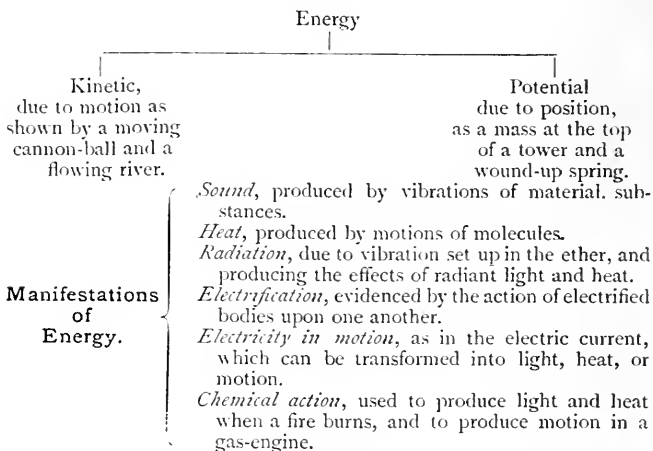 Energy
Kinetic,
due to motion as
shown by a moving
cannon-ball and a
flowing river.
Potential
due to position,
as a mass at the top
of a tower and a
wound-up spring.
Manifestations
of
Energy.
Sound, produced by vibrations of material. sub-
stances.
Heat, produced by motions of molecules.
Radiation, due to vibration set up in the ether, and
producing the effects of radiant light and heat.
Electrification, evidenced by the action of electrified
bodies upon one another.
Electricity in motion, as in the electric current,
which can be transformed into light, heat, or
motion.
Chemical action, used to produce light and heat
when a fire burns, and to produce motion in a
gas-engine.